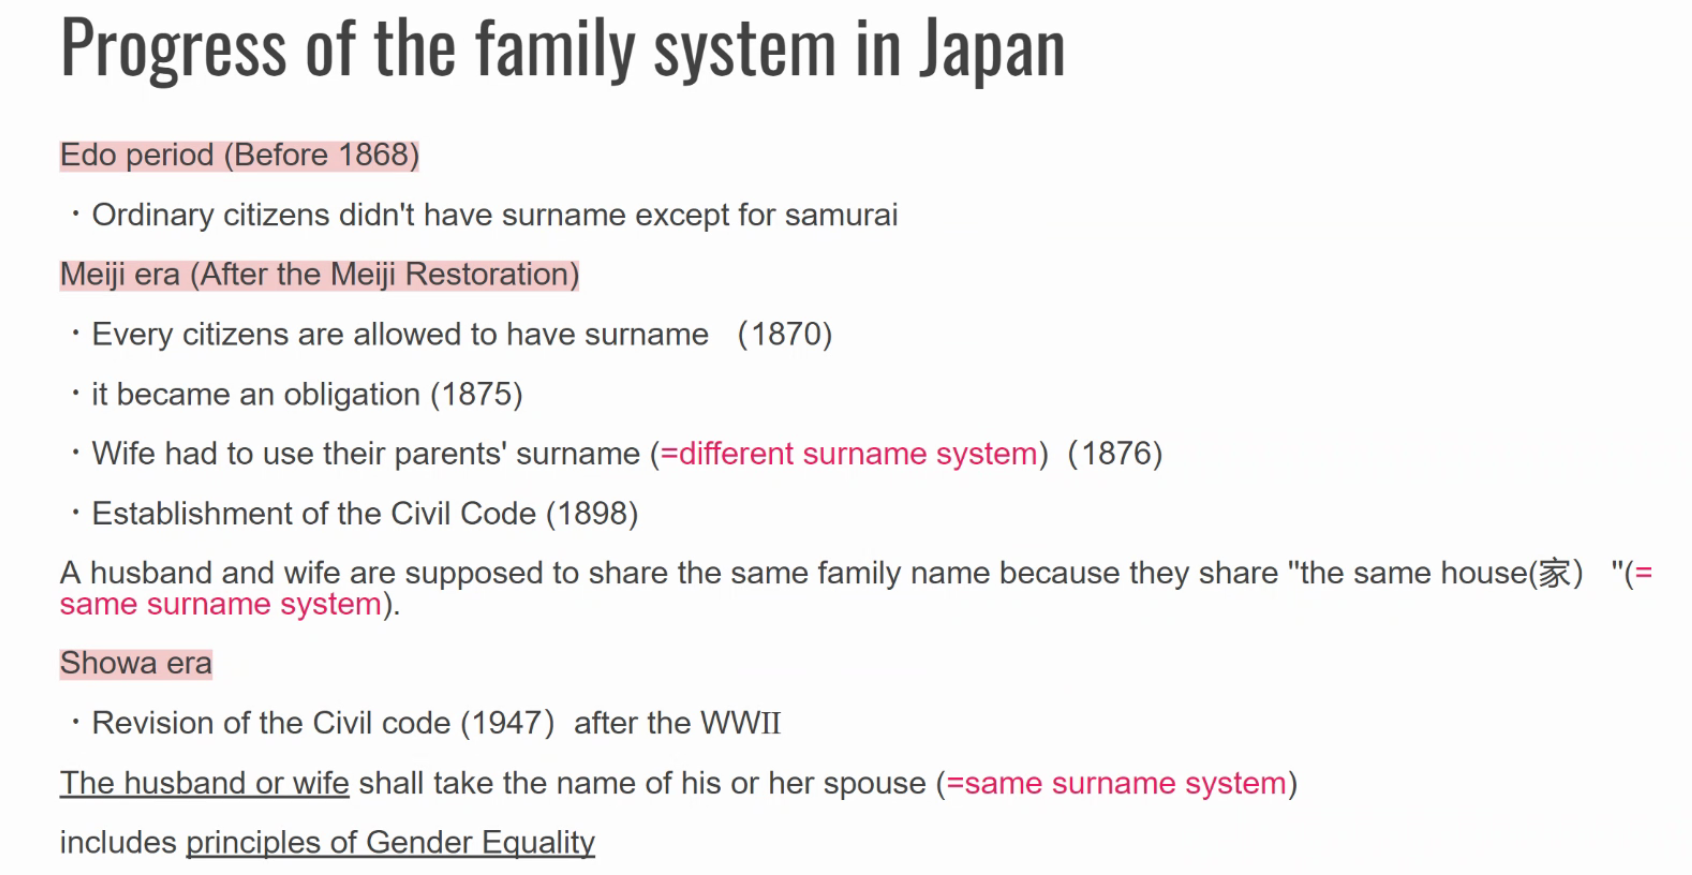 Progress of the family system in Japan
Edo period (Before 1868)
・Ordinary citizens didn't have surname except for samurai
Meiji era (After the Meiji Restoration)
・Every citizens are allowed to have surname （1870)
・it became an obligation (1875)
・Wife had to use their parents' surname (=different surname system)（1876)
・Establishment of the Civil Code (1898)
A husband and wife are supposed to share the same family name because they share "the same house(家） "(=
same surname system).
Showa era
・Revision of the Civil code (1947）after the WWⅡ
The husband or wife shall take the name of his or her spouse (=same surname system)
includes principles of Gender Equality